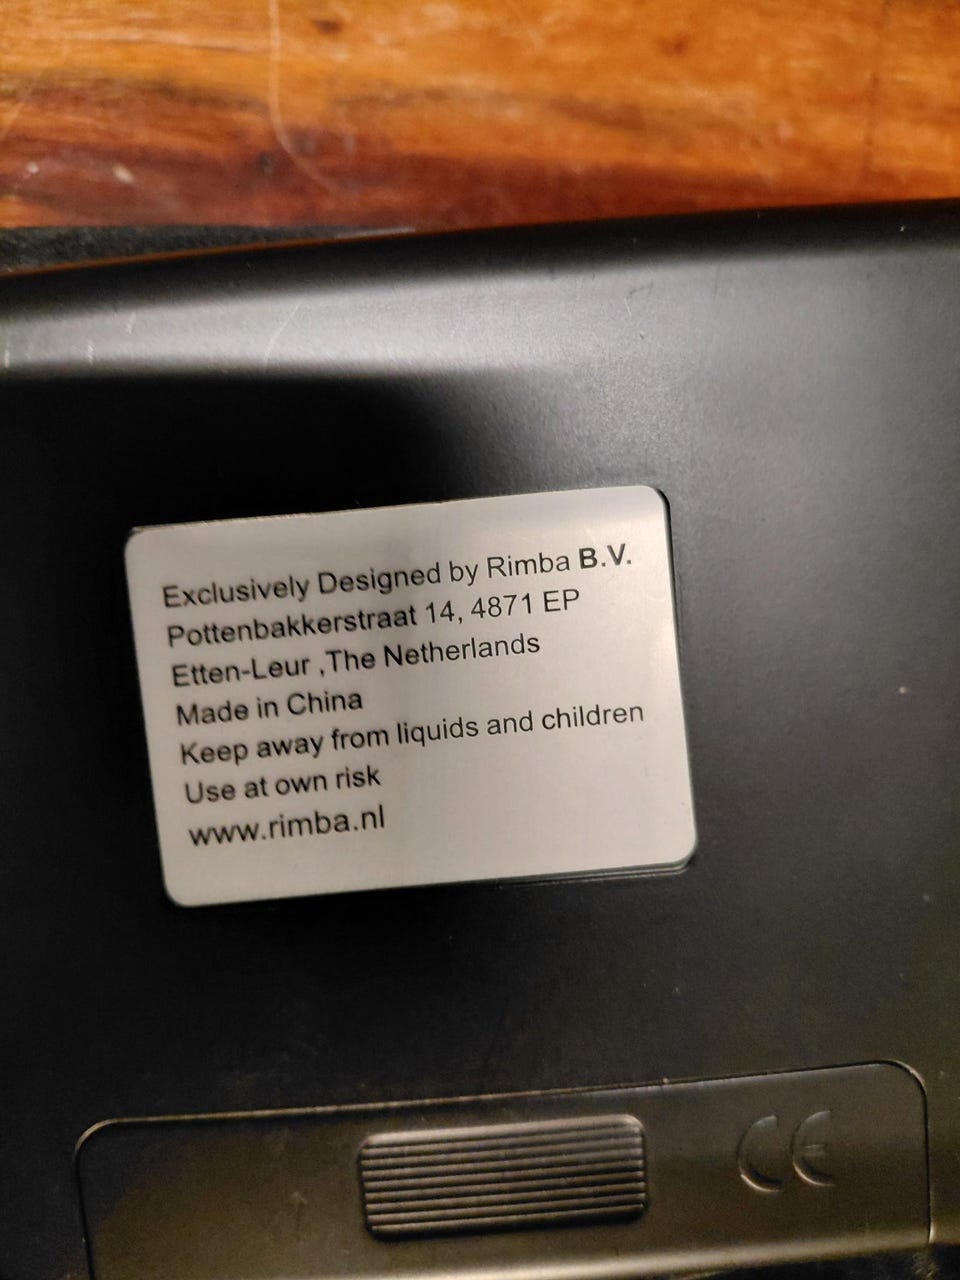 Exclusively Designed by Rimba B.V.
Pottenbakkerstraat 14, 4871 EP
Etten-Leur ,The Netherlands
Made in China
Keep away from liquids and children
Use at own risk
www.rimba.nl
CE